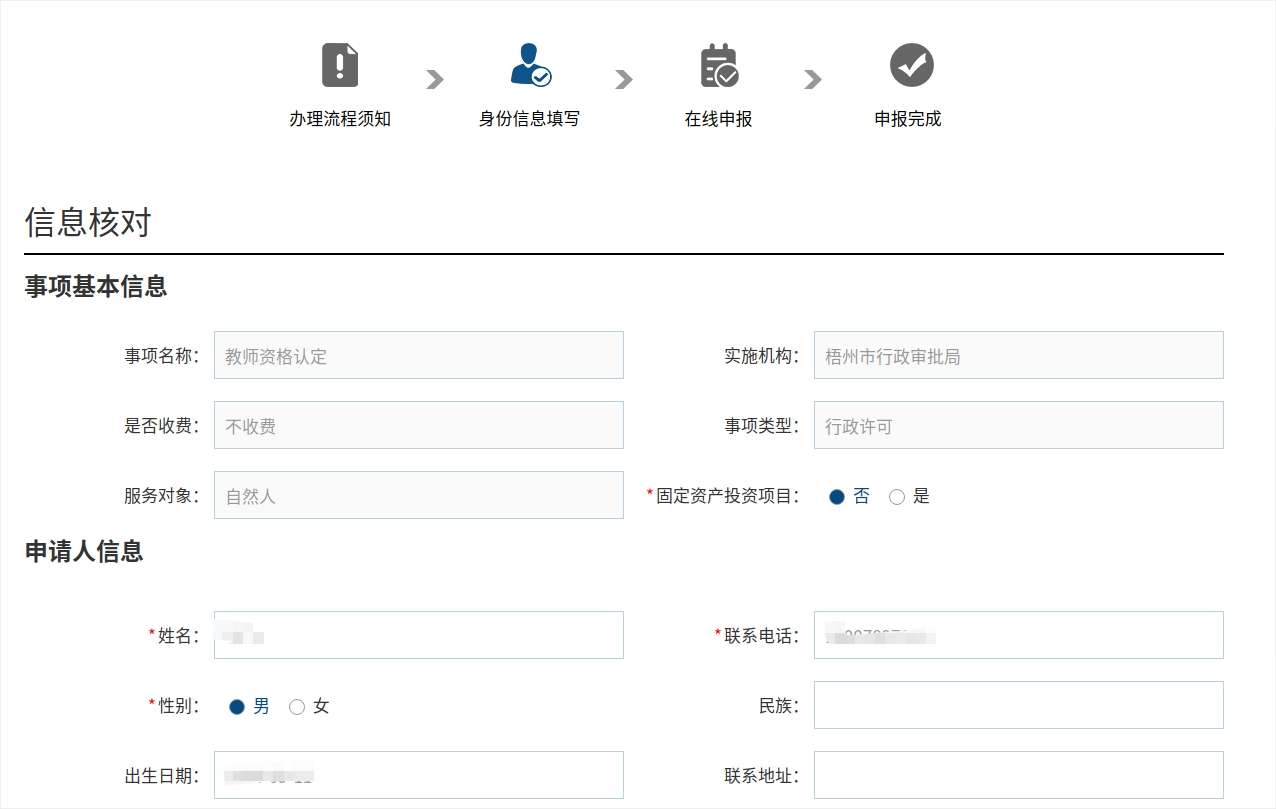 办理流程须知
身份信息填写
在线申报
申报完成
信息核对
事项基本信息
事项名称： 教师资格认定 实施机构： 梧州市行政审批局
是否收费： 不收费 事项类型： 行政许可
服务对象： 自然人 *固定资产投资项目： 否 是
申请人信息
*姓名： *联系电话：
*性别： 男 女 民族：
出生日期： 联系地址：